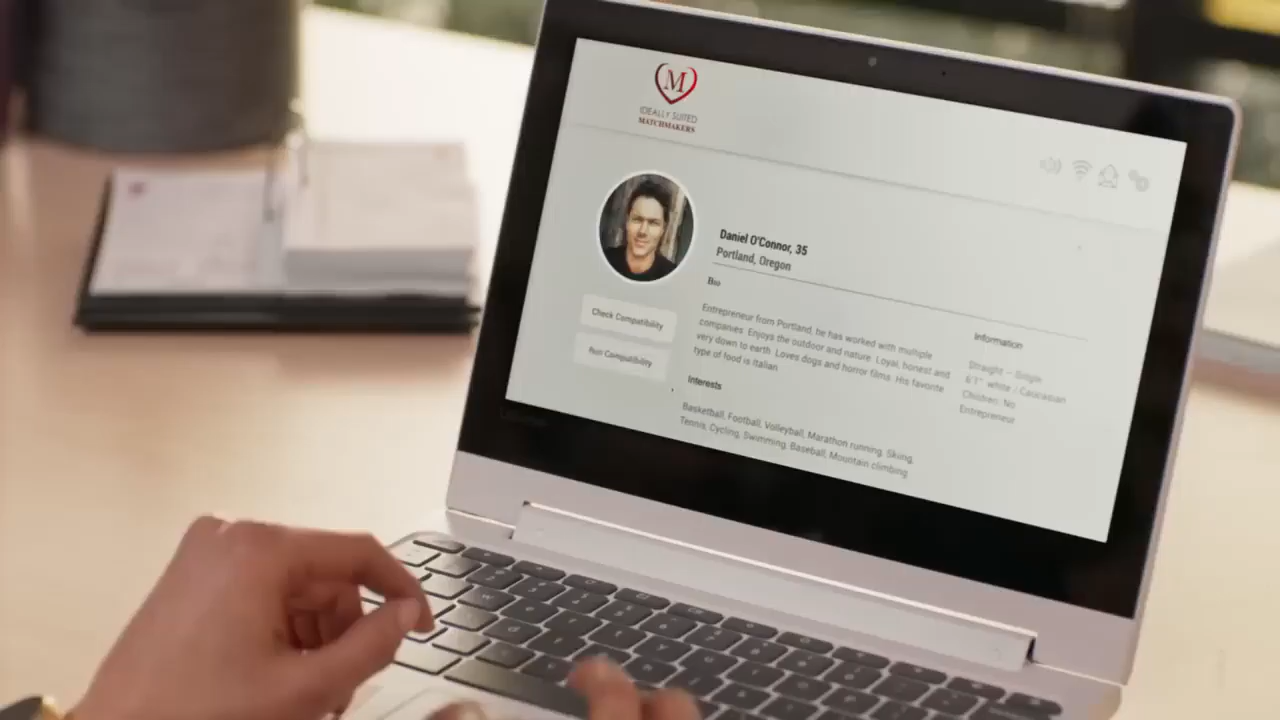 M
IDEALLY SUITED
MATCHMAKERS
Daniel O'Connor, 35
Portland, Oregon
Bio
Check Compatibility
Run Compatibility
Entrepreneur from Portland, he has worked with multiple
companies. Enjoys the outdoor and nature. Loyal, honest and
very down to earth. Loves dogs and horror films. His favorite
type of food is Italian.
Information
Straight - Single
6'1" white - Caucasian
Children: No
Entrepreneur
Interests
Basketball, Football, Volleyball, Marathon running, Skiing,
Tennis, Cycling, Swimming, Baseball, Mountain climbing